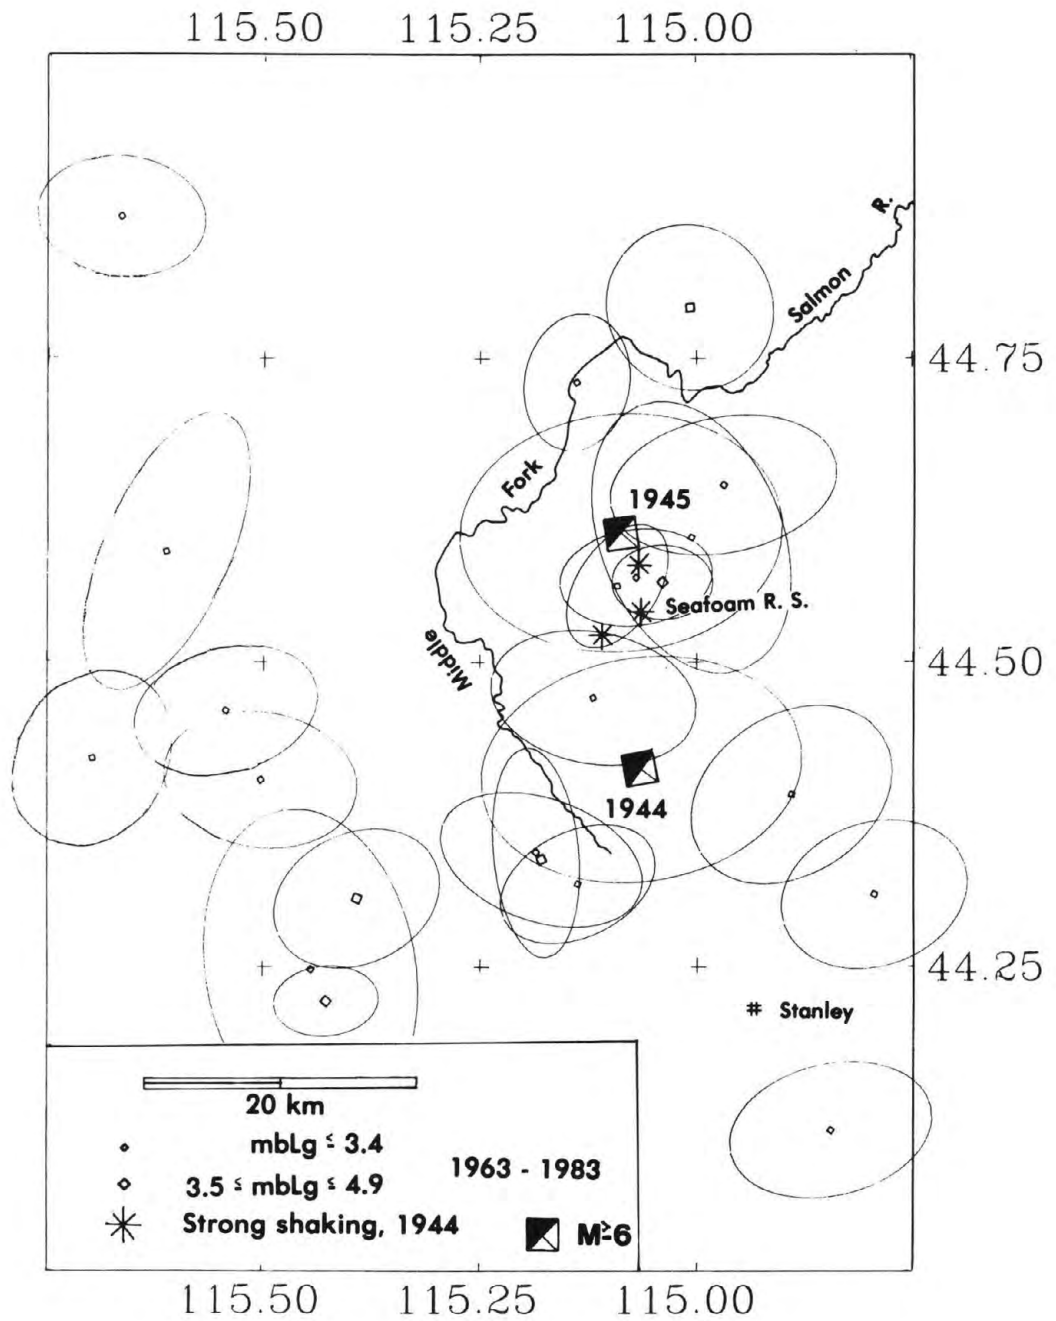 115.50 115.25 115.00
R.
Salmon
44.75
Fork
1945
Seafoam R. S.
Middle
44.50
1944
44.25
# Stanley
20 km
mbLg ≤ 3.4
1963 - 1983
3.5 ≤ mbLg ≤ 4.9
Strong shaking, 1944
M≥6
115.50 115.25 115.00